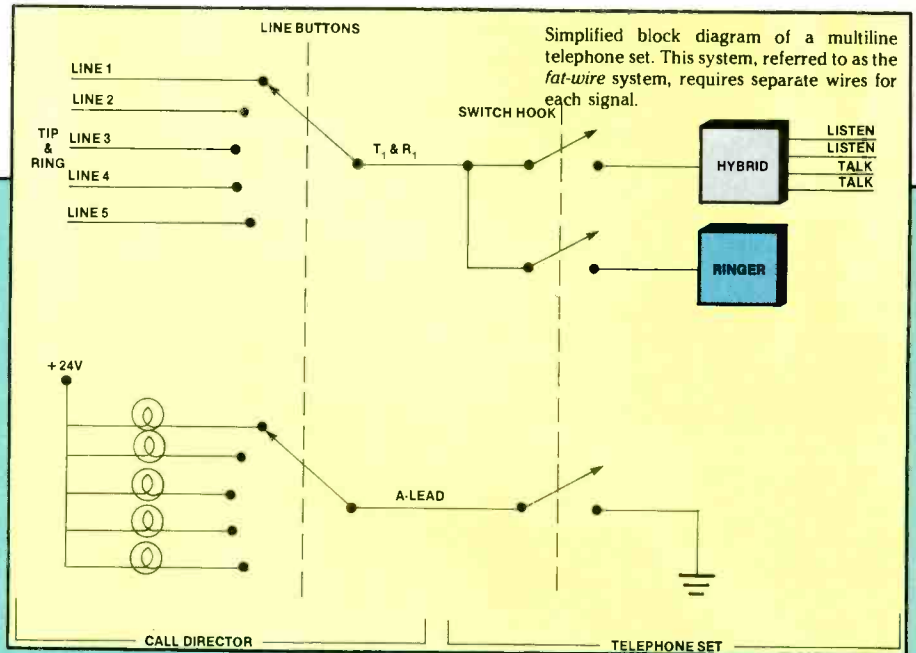 LINE BUTTONS
Simplified block diagram of a multiline
telephone set. This system, referred to as the
fat-wire system, requires separate wires for
each signal.
LINE 1
LINE 2
TIP
&
RING
LINE 3
LINE 4
LINE 5
T1 & R1
SWITCH HOOK
HYBRID
LISTEN
LISTEN
TALK
TALK
RINGER
+24V
A-LEAD
CALL DIRECTOR
TELEPHONE SET